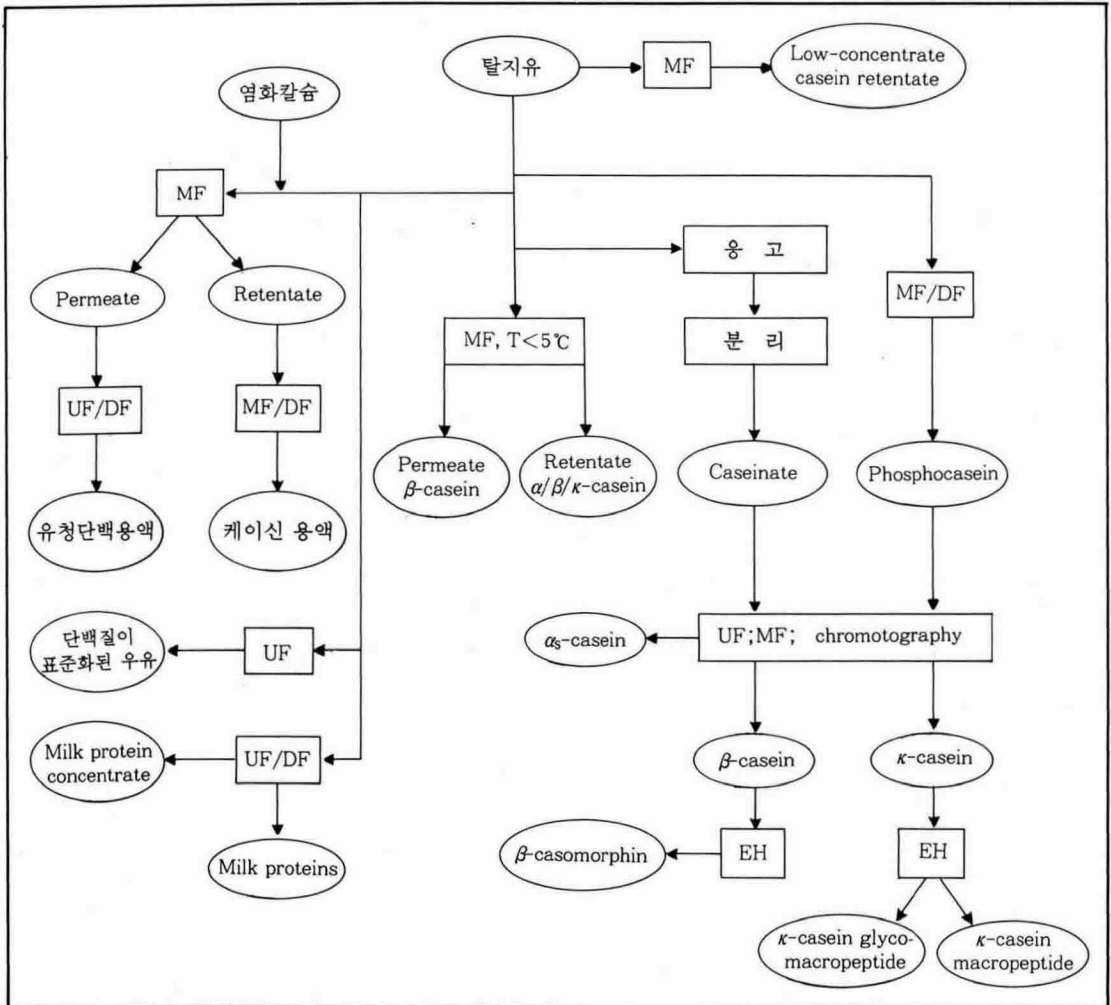 탈지유
MF
Low-concentrate
casein retentate
염화칼슘
MF
Permeate
Retentate
UF/DF
MF/DF
유청단백용액
케이신 용액
MF, T<5℃
Permeate
β-casein
Retentate
α/β/κ-casein
응 고
분 리
Caseinate
MF/DF
Phosphocasein
단백질이
표준화된 우유
UF
Milk protein
concentrate
UF/DF
Milk proteins
αs-casein
UF;MF; chromotography
β-casein
κ-casein
β-casomorphin
EH
EH
κ-casein glyco-
macropeptide
κ-casein
macropeptide